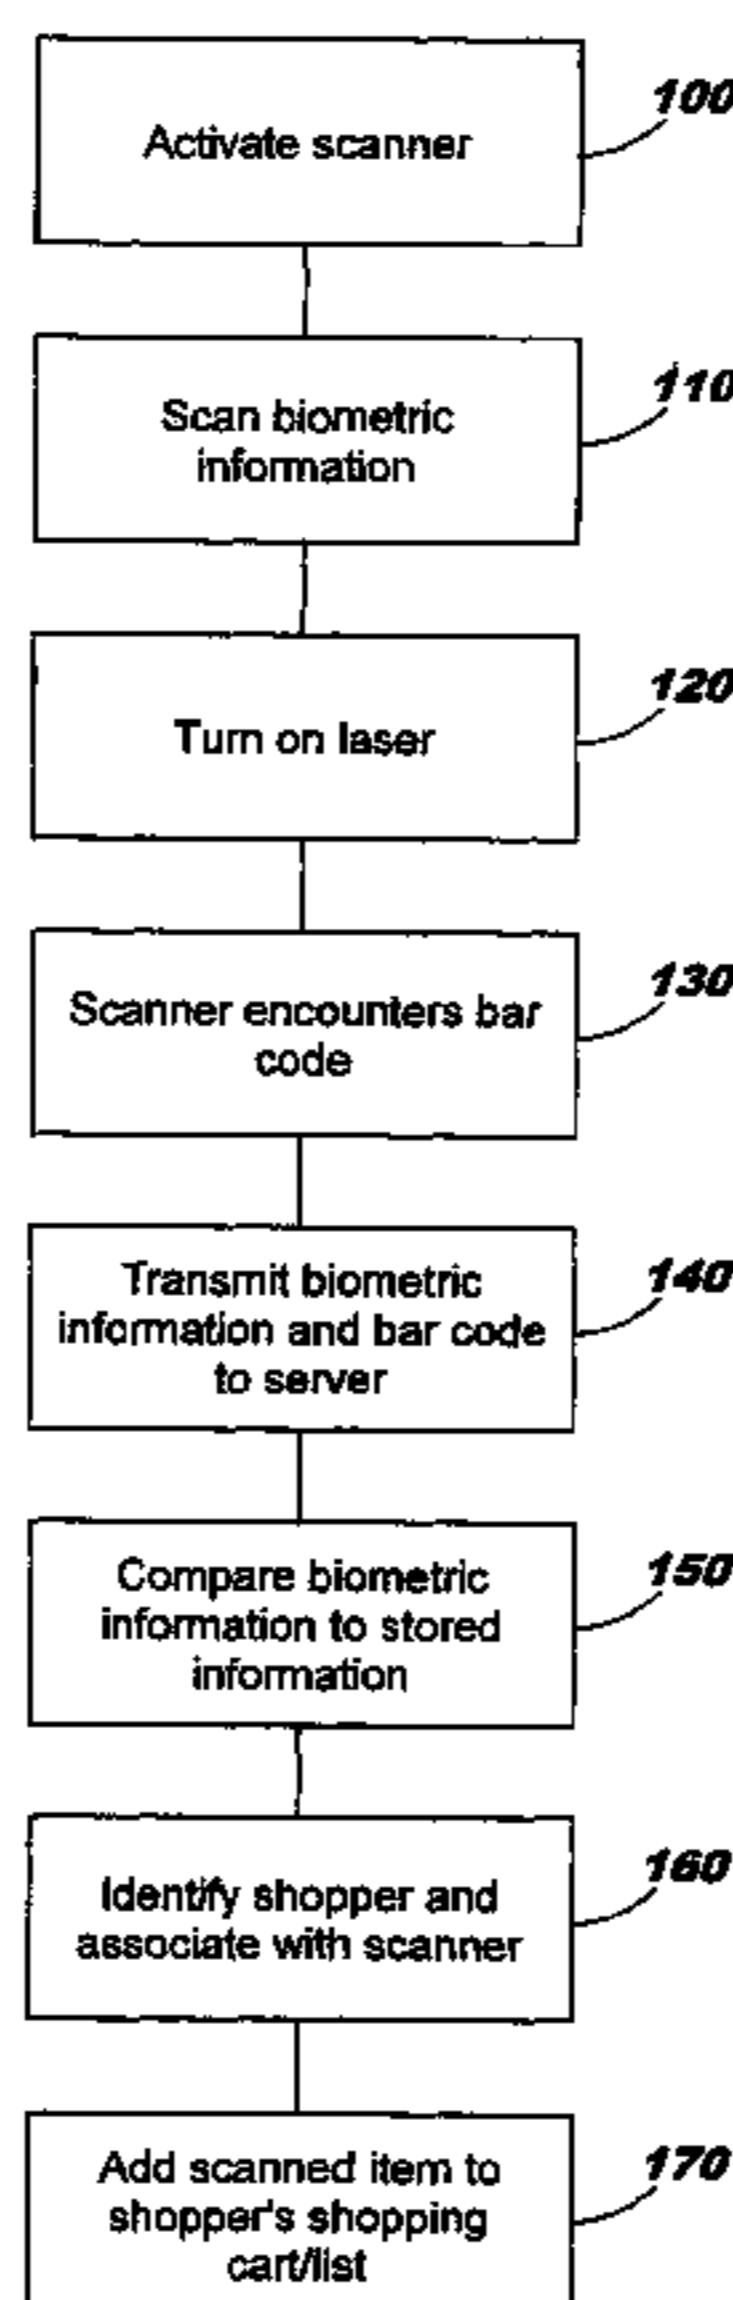 Activate scanner
100
Scan biometric
information
110
Turn on laser
120
Scanner encounters bar
code
130
Transmit biometric
information and bar code
to server
140
Compare biometric
information to stored
information
150
Identify shopper and
associate with scanner
160
Add scanned item to
shopper's shopping
cart/list
170